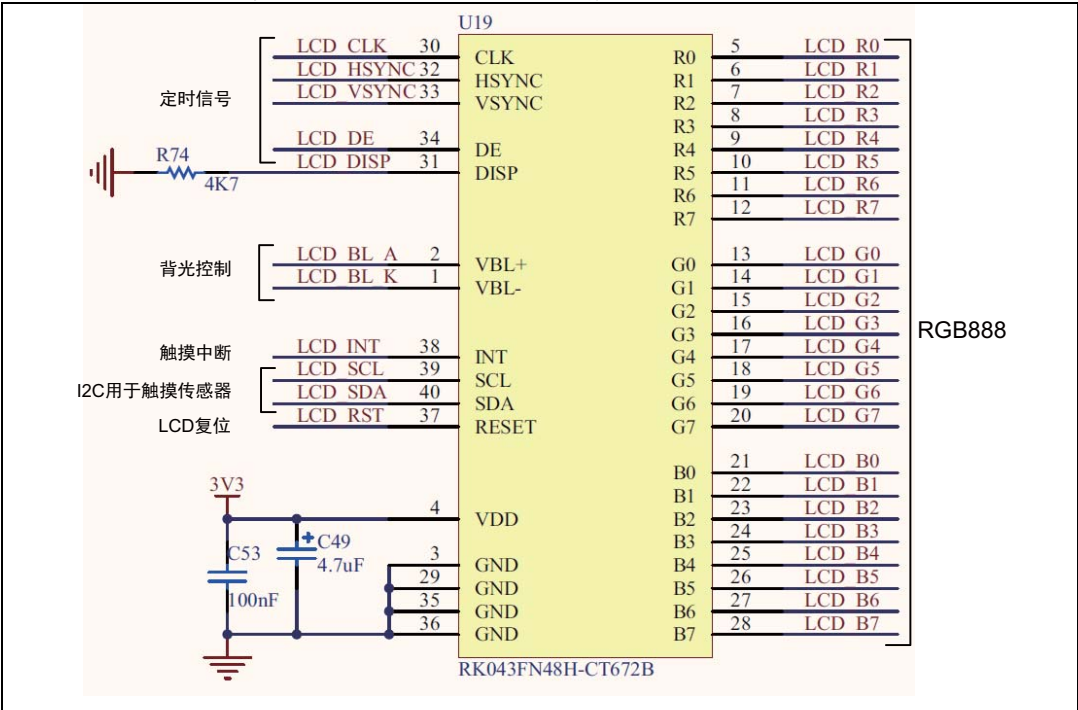 U19
定时信号
LCD_CLK 30 CLK
LCD_HSYNC 32 HSYNC
LCD_VSYNC 33 VSYNC
LCD_DE 34 DE
LCD_DISP 31 DISP
R74
4K7
背光控制
LCD_BL_A 2 VBL+
LCD_BL_K 1 VBL-
触摸中断
LCD_INT 38 INT
I2C用于触摸传感器
LCD_SCL 39 SCL
LCD_SDA 40 SDA
LCD复位
LCD_RST 37 RESET
3V3
4 VDD
C53
100nF
C49
4.7uF
3 GND
29 GND
35 GND
36 GND
R0 5 LCD_R0
R1 6 LCD_R1
R2 7 LCD_R2
R3 8 LCD_R3
R4 9 LCD_R4
R5 10 LCD_R5
R6 11 LCD_R6
R7 12 LCD_R7
G0 13 LCD_G0
G1 14 LCD_G1
G2 15 LCD_G2
G3 16 LCD_G3
G4 17 LCD_G4
G5 18 LCD_G5
G6 19 LCD_G6
G7 20 LCD_G7
B0 21 LCD_B0
B1 22 LCD_B1
B2 23 LCD_B2
B3 24 LCD_B3
B4 25 LCD_B4
B5 26 LCD_B5
B6 27 LCD_B6
B7 28 LCD_B7
RGB888
RK043FN48H-CT672B